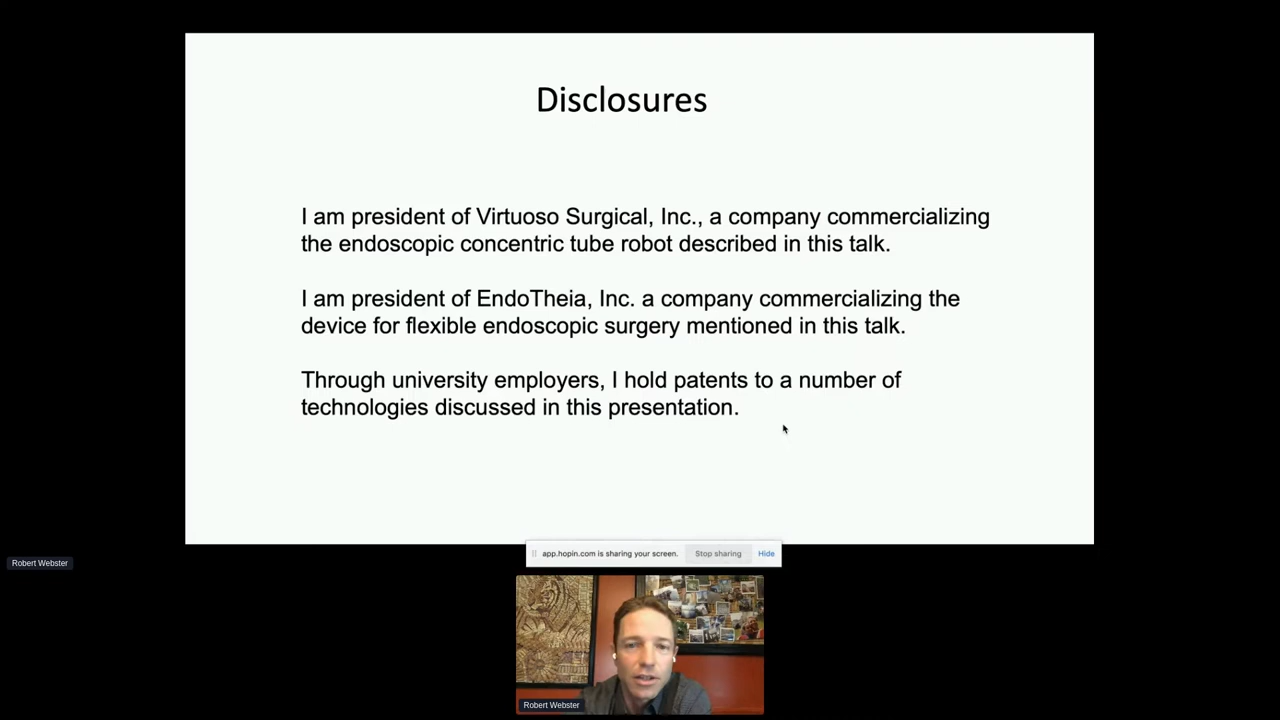 Disclosures
I am president of Virtuoso Surgical, Inc., a company commercializing
the endoscopic concentric tube robot described in this talk.
I am president of EndoTheia, Inc. a company commercializing the
device for flexible endoscopic surgery mentioned in this talk.
Through university employers, I hold patents to a number of
technologies discussed in this presentation.
app.hopin.com is sharing your screen.
Stop sharing
Hide
Robert Webster
Robert Webster